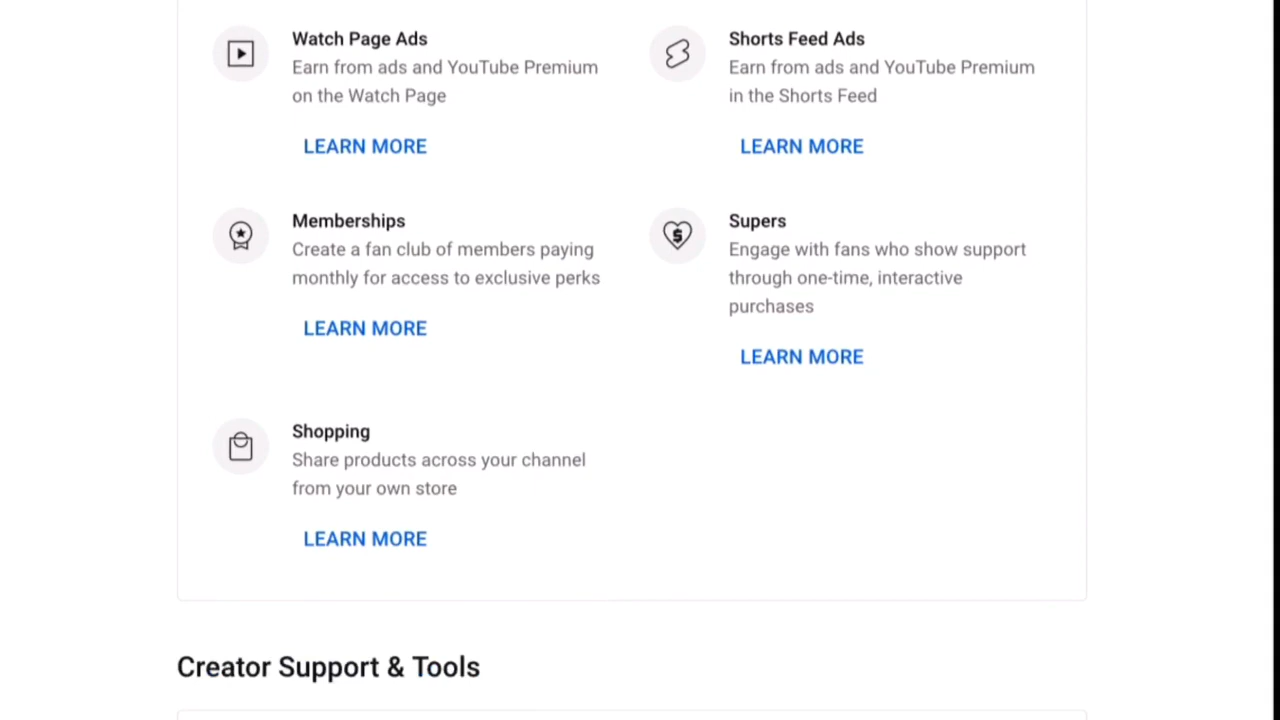 Watch Page Ads
Earn from ads and YouTube Premium
on the Watch Page
LEARN MORE
Shorts Feed Ads
Earn from ads and YouTube Premium
in the Shorts Feed
LEARN MORE
Memberships
Create a fan club of members paying
monthly for access to exclusive perks
LEARN MORE
Supers
Engage with fans who show support
through one-time, interactive
purchases
LEARN MORE
Shopping
Share products across your channel
from your own store
LEARN MORE
Creator Support & Tools